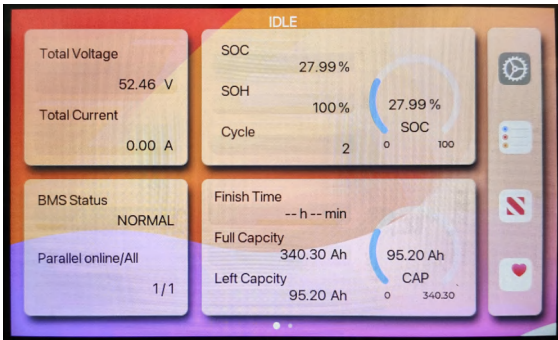 IDLE
Total Voltage
52.46 V
Total Current
0.00 A
SOC
27.99%
SOH
100%
Cycle
2
27.99%
SOC
0 100
BMS Status
NORMAL
Parallel online/All
1/1
Finish Time
-- h -- min
Full Capcity
340.30 Ah
Left Capcity
95.20 Ah
95.20 Ah
CAP
0 340.30